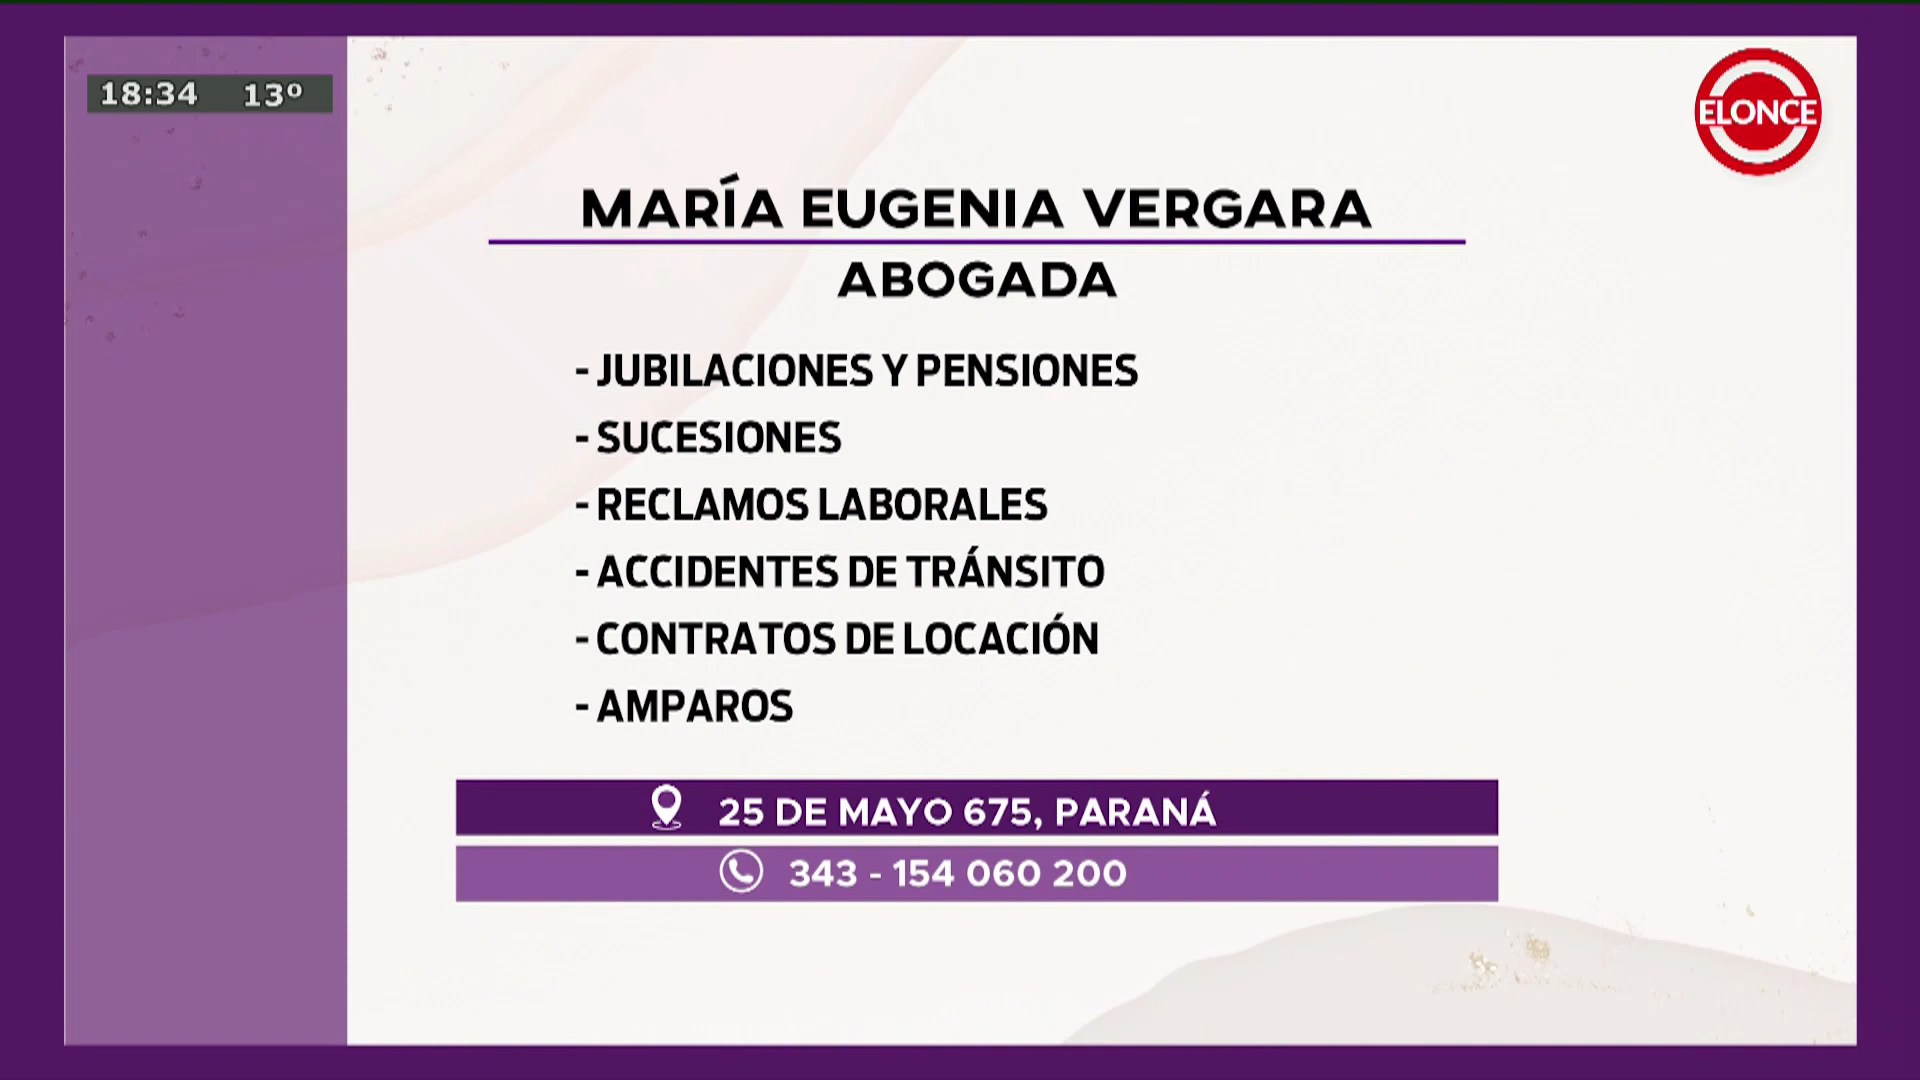 18:34 13º
ELONCE
MARÍA EUGENIA VERGARA
ABOGADA
- JUBILACIONES Y PENSIONES
- SUCESIONES
- RECLAMOS LABORALES
- ACCIDENTES DE TRÁNSITO
- CONTRATOS DE LOCACIÓN
- AMPAROS
25 DE MAYO 675, PARANÁ
343 - 154 060 200